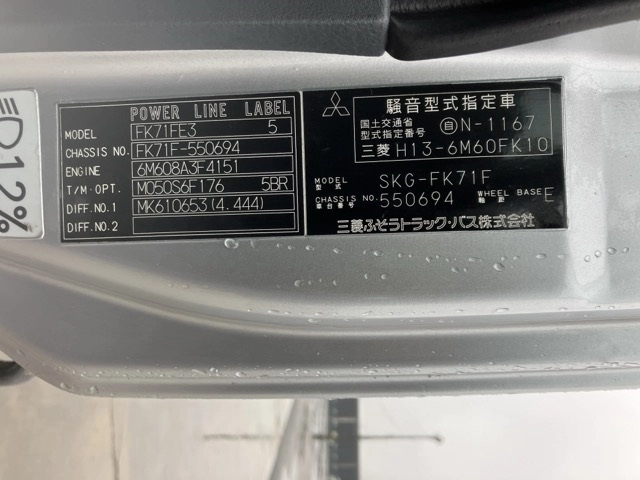 D12%
POWER LINE LABEL
MODEL FK71FE3 5
CHASSIS NO. FK71F-550694
ENGINE 6M608A3F4151
T/M-OPT. M050S6F176 5BR
DIFF.NO.1 MK610653(4.444)
DIFF.NO.2
騒音型式指定車
国土交通省
型式指定番号 自 N-1167
三菱 H13-6M60FK10
MODEL
型式 SKG-FK71F
CHASSIS NO.
車台番号 550694
WHEEL BASE
軸距 E
三菱ふそうトラック・バス株式会社